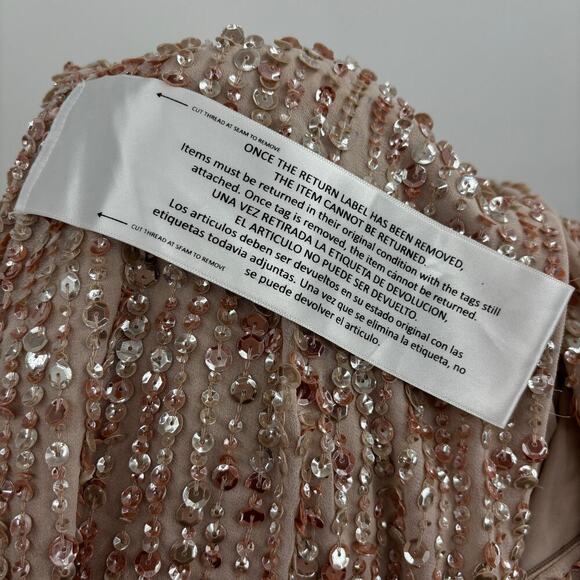 CUT THREAD AT SEAM TO REMOVE
ONCE THE RETURN LABEL HAS BEEN REMOVED,
THE ITEM CANNOT BE RETURNED
Items must be returned in their original condition with the tags still
attached. Once tag is removed, the item cánnot be returned.
UNA VEZ RETIRADA LA ETIQUETA DE DEVOLUCION,
EL ARTICULO NO PUEDE SER DEVUELTO.
Los articulos deben ser devueltos en su estado original con las
etiquetas todavia adjuntas. Una vez que se elimina la etiqueta, no
se puede devolver el articulo.
CUT THREAD AT SEAM TO REMOVE